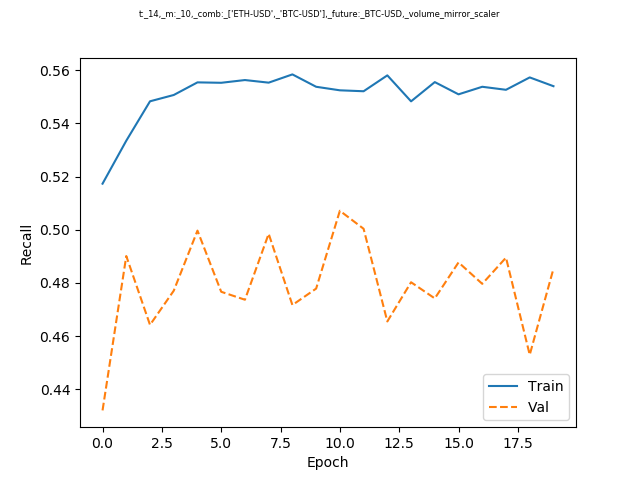 t:_14,_m:_10,_comb:_['ETH-USD',_'BTC-USD'],_future:_BTC-USD,_volume_mirror_scaler
0.56
0.54
0.52
0.50
0.48
0.46
0.44
Recall
Train
Val
0.0 2.5 5.0 7.5 10.0 12.5 15.0 17.5
Epoch